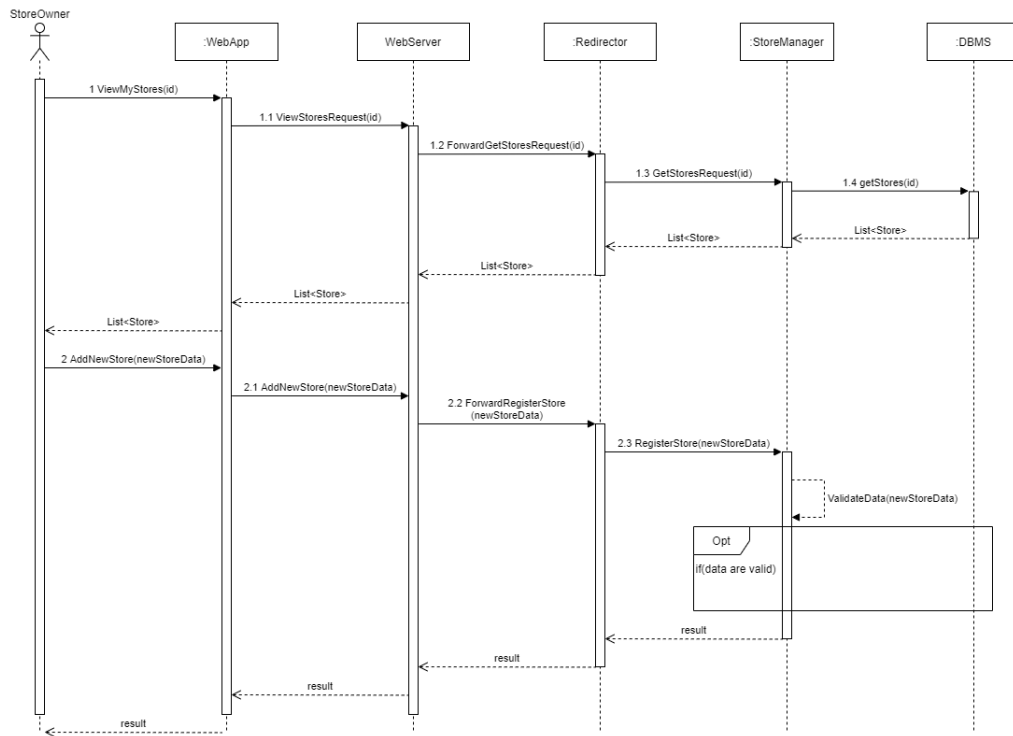 StoreOwner
:WebApp
WebServer
:Redirector
:StoreManager
:DBMS
1 ViewMyStores(id)
1.1 ViewStoresRequest(id)
1.2 ForwardGetStoresRequest(id)
1.3 GetStoresRequest(id)
1.4 getStores(id)
List<Store>
List<Store>
List<Store>
List<Store>
List<Store>
2 AddNewStore(newStoreData)
2.1 AddNewStore(newStoreData)
2.2 ForwardRegisterStore
(newStoreData)
2.3 RegisterStore(newStoreData)
ValidateData(newStoreData)
Opt
if(data are valid)
result
result
result
result